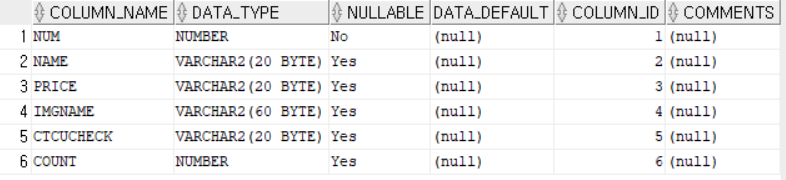 COLUMN_NAME DATA_TYPE NULLABLE DATA_DEFAULT COLUMN_ID COMMENTS
1 NUM NUMBER No (null) 1 (null)
2 NAME VARCHAR2(20 BYTE) Yes (null) 2 (null)
3 PRICE VARCHAR2(20 BYTE) Yes (null) 3 (null)
4 IMGNAME VARCHAR2(60 BYTE) Yes (null) 4 (null)
5 CTCUCHECK VARCHAR2(20 BYTE) Yes (null) 5 (null)
6 COUNT NUMBER Yes (null) 6 (null)